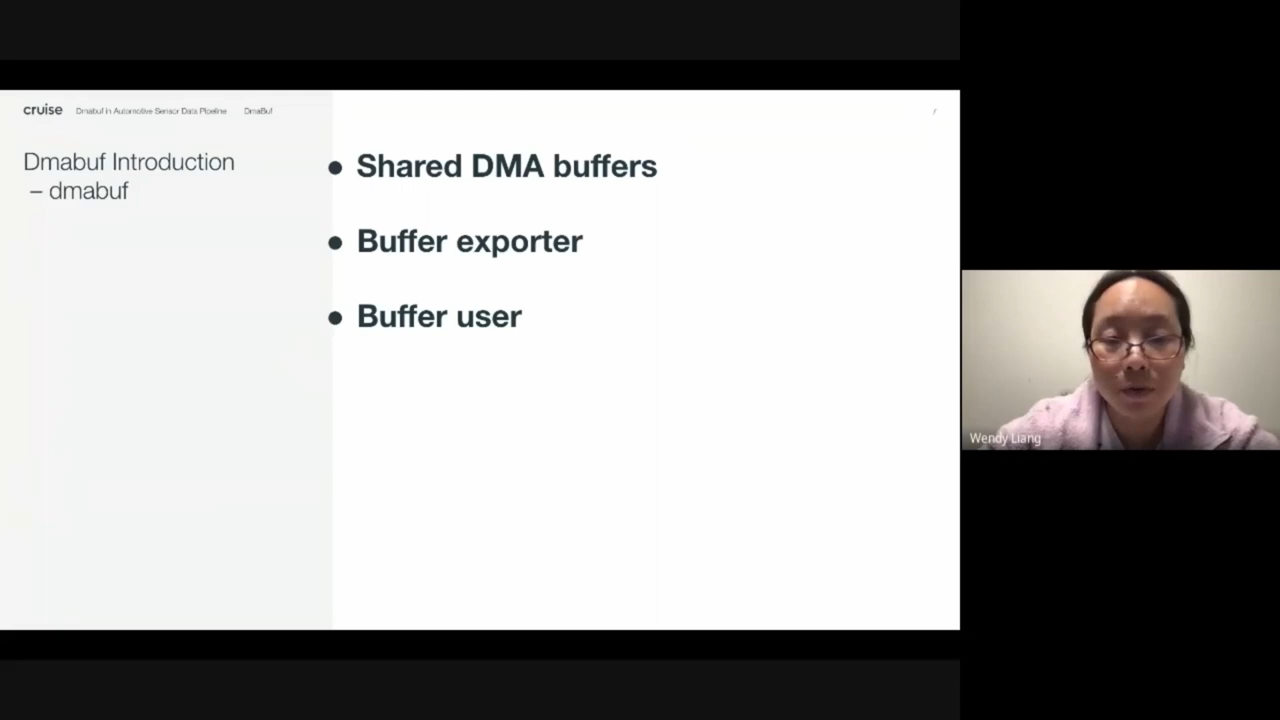 cruise Dmabuf in Automotive Sensor Data Pipeline DmaBuf
Dmabuf Introduction
– dmabuf
● Shared DMA buffers
● Buffer exporter
● Buffer user
Wendy Liang